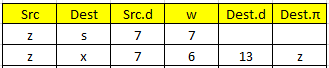 Src Dest Src.d w Dest.d Dest.π
z s 7 7
z x 7 6 13 z